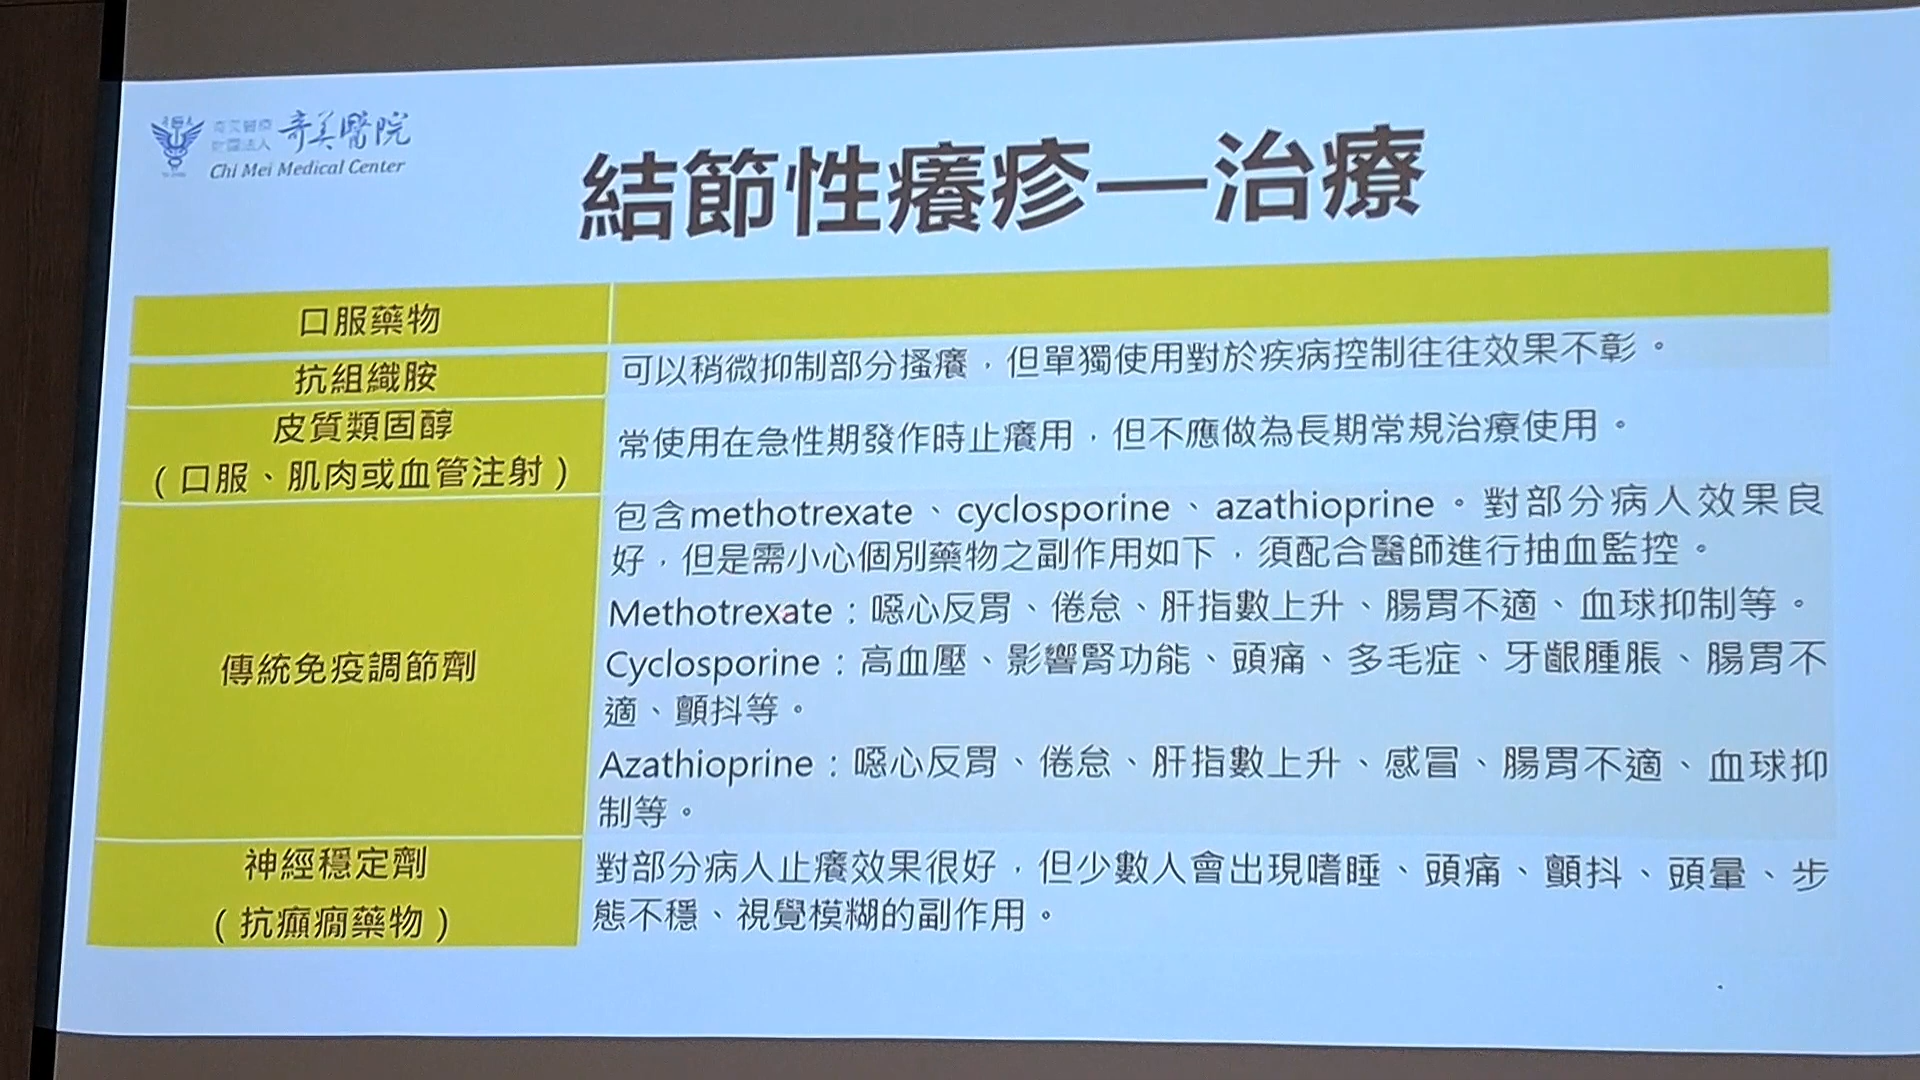 奇美醫療
財團法人
奇美醫院
Chi Mei Medical Center
結節性癢疹—治療
口服藥物
抗組織胺
可以稍微抑制部分搔癢，但單獨使用對於疾病控制往往效果不彰。
皮質類固醇
（口服、肌肉或血管注射）
常使用在急性期發作時止癢用，但不應做為長期常規治療使用。
傳統免疫調節劑
包含methotrexate、cyclosporine、azathioprine。對部分病人效果良
好，但是需小心個別藥物之副作用如下，須配合醫師進行抽血監控。
Methotrexate：噁心反胃、倦怠、肝指數上升、腸胃不適、血球抑制等。
Cyclosporine：高血壓、影響腎功能、頭痛、多毛症、牙齦腫脹、腸胃不
適、顫抖等。
Azathioprine：噁心反胃、倦怠、肝指數上升、感冒、腸胃不適、血球抑
制等。
神經穩定劑
（抗癲癇藥物）
對部分病人止癢效果很好，但少數人會出現嗜睡、頭痛、顫抖、頭暈、步
態不穩、視覺模糊的副作用。